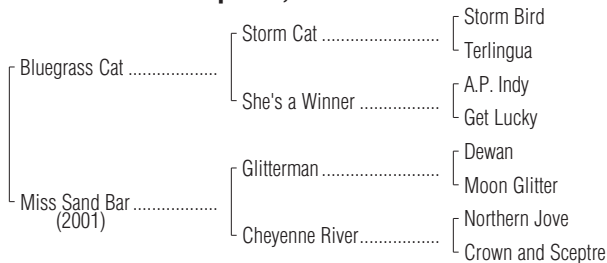 Storm Bird
Storm Cat ......................
Terlingua
Bluegrass Cat ..................
A.P. Indy
She's a Winner ...................
Get Lucky
Dewan
Glitterman .........................
Moon Glitter
Miss Sand Bar .................
(2001)
Northern Jove
Cheyenne River .................
Crown and Sceptre